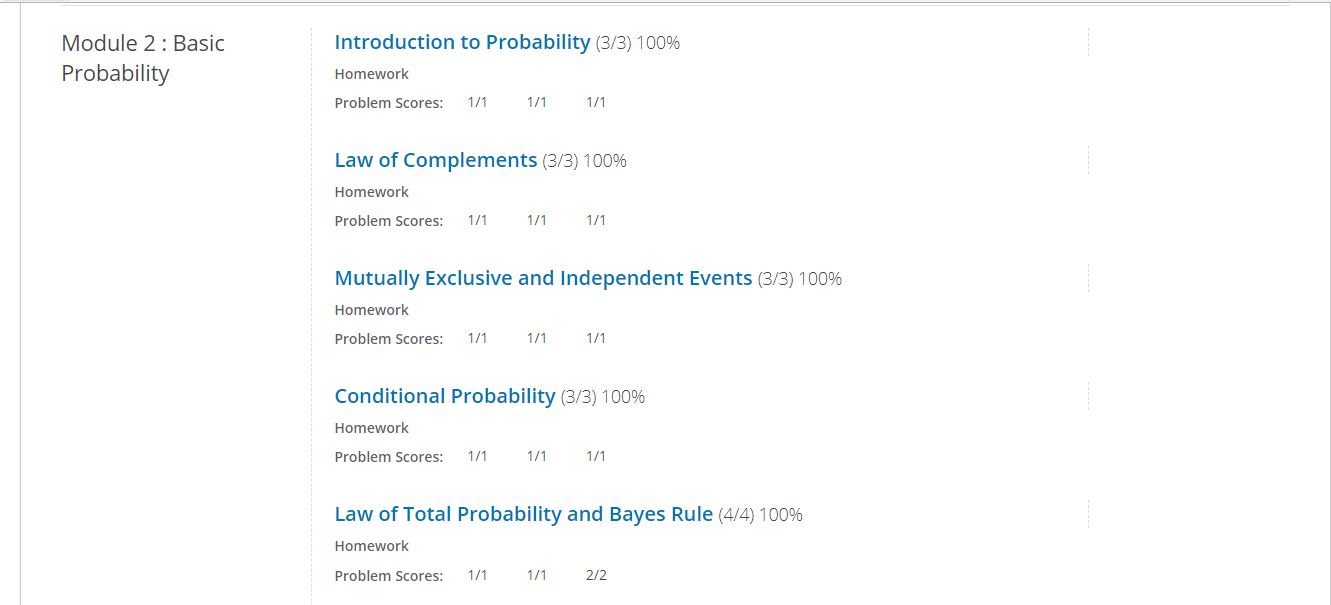 Module 2 : Basic
Probability
Introduction to Probability (3/3) 100%
Homework
Problem Scores: 1/1 1/1 1/1
Law of Complements (3/3) 100%
Homework
Problem Scores: 1/1 1/1 1/1
Mutually Exclusive and Independent Events (3/3) 100%
Homework
Problem Scores: 1/1 1/1 1/1
Conditional Probability (3/3) 100%
Homework
Problem Scores: 1/1 1/1 1/1
Law of Total Probability and Bayes Rule (4/4) 100%
Homework
Problem Scores: 1/1 1/1 2/2